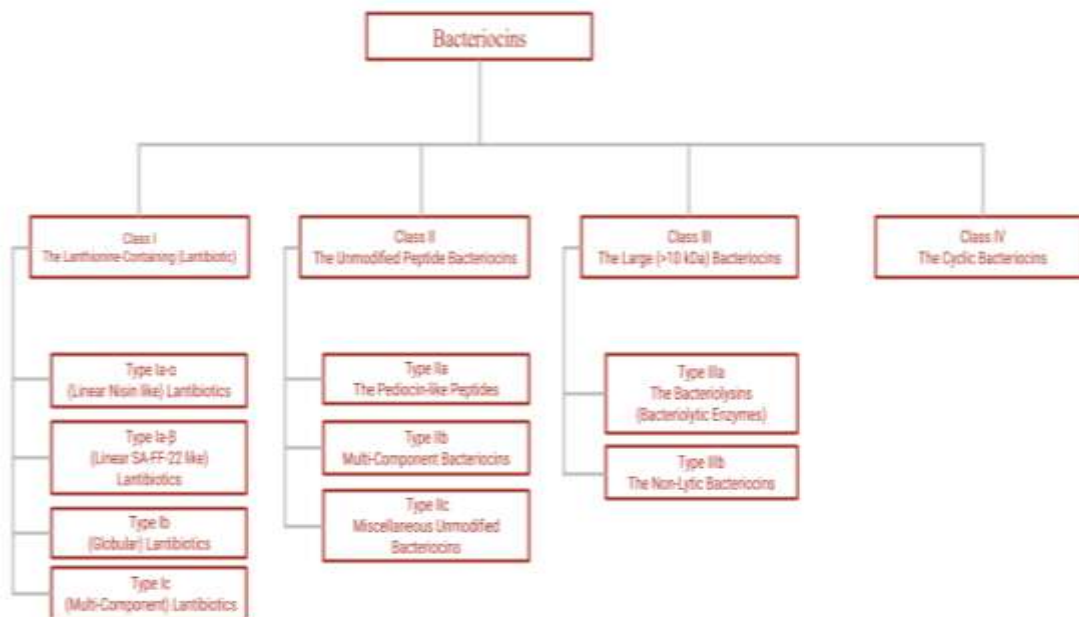 Bacteriocins
Class I
The Lanthionine-Containing (Lantibiotic)
Type Ia-α
(Linear Nisin like) Lantibiotics
Type Ia-β
(Linear SA-FF-22 like)
Lantibiotics
Type Ib
(Globular) Lantibiotics
Type Ic
(Multi-Component) Lantibiotics
Class II
The Unmodified Peptide Bacteriocins
Type IIa
The Pediocin-like Peptides
Type IIb
Multi-Component Bacteriocins
Type IIc
Miscellaneous Unmodified
Bacteriocins
Class III
The Large (>10 kDa) Bacteriocins
Type IIIa
The Bacteriolysins
(Bacteriolytic Enzymes)
Type IIIb
The Non-Lytic Bacteriocins
Class IV
The Cyclic Bacteriocins